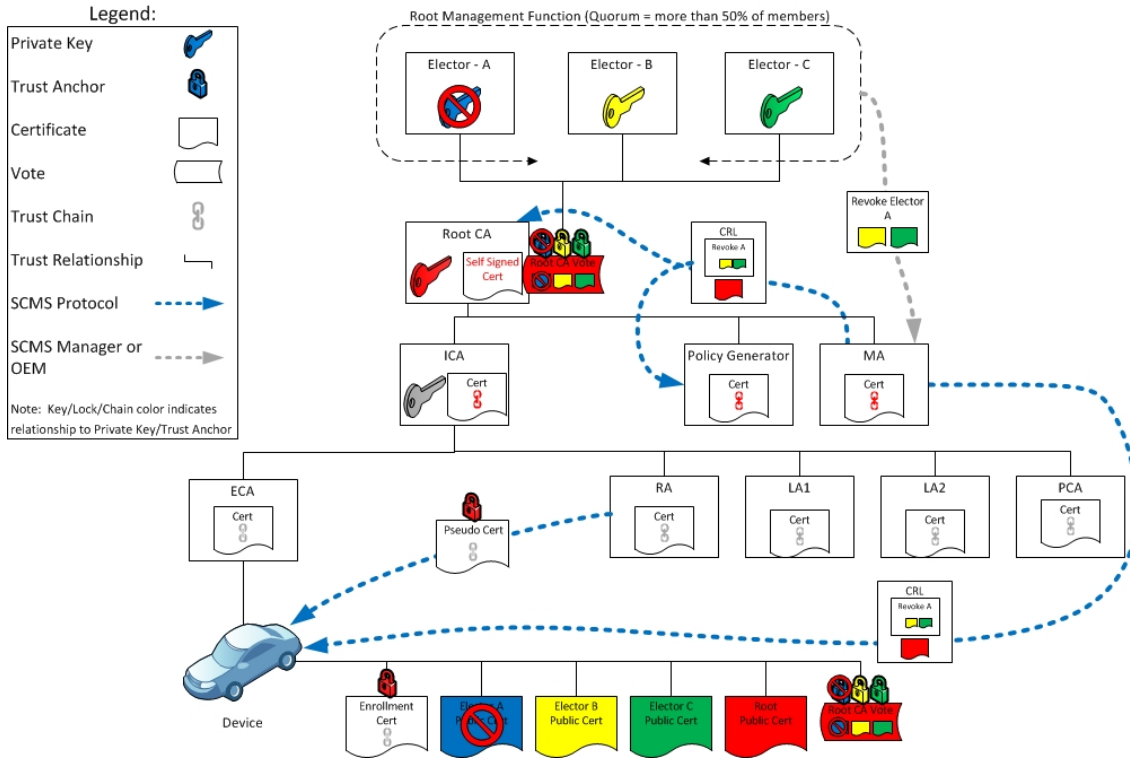 Legend:
Private Key
Trust Anchor
Certificate
Vote
Trust Chain
Trust Relationship
SCMS Protocol
SCMS Manager or
OEM
Note:  Key/Lock/Chain color indicates
relationship to Private Key/Trust Anchor
Root Management Function (Quorum = more than 50% of members)
Elector - A
Elector - B
Elector - C
Revoke Elector
A
Root CA
Self Signed
Cert
Root CA Vote
CRL
Revoke A
ICA
Cert
Policy Generator
Cert
MA
Cert
ECA
Cert
Pseudo Cert
RA
Cert
LA1
Cert
LA2
Cert
PCA
Cert
CRL
Revoke A
Device
Enrollment
Cert
Elector A
Public Cert
Elector B
Public Cert
Elector C
Public Cert
Root
Public Cert
Root CA Vote